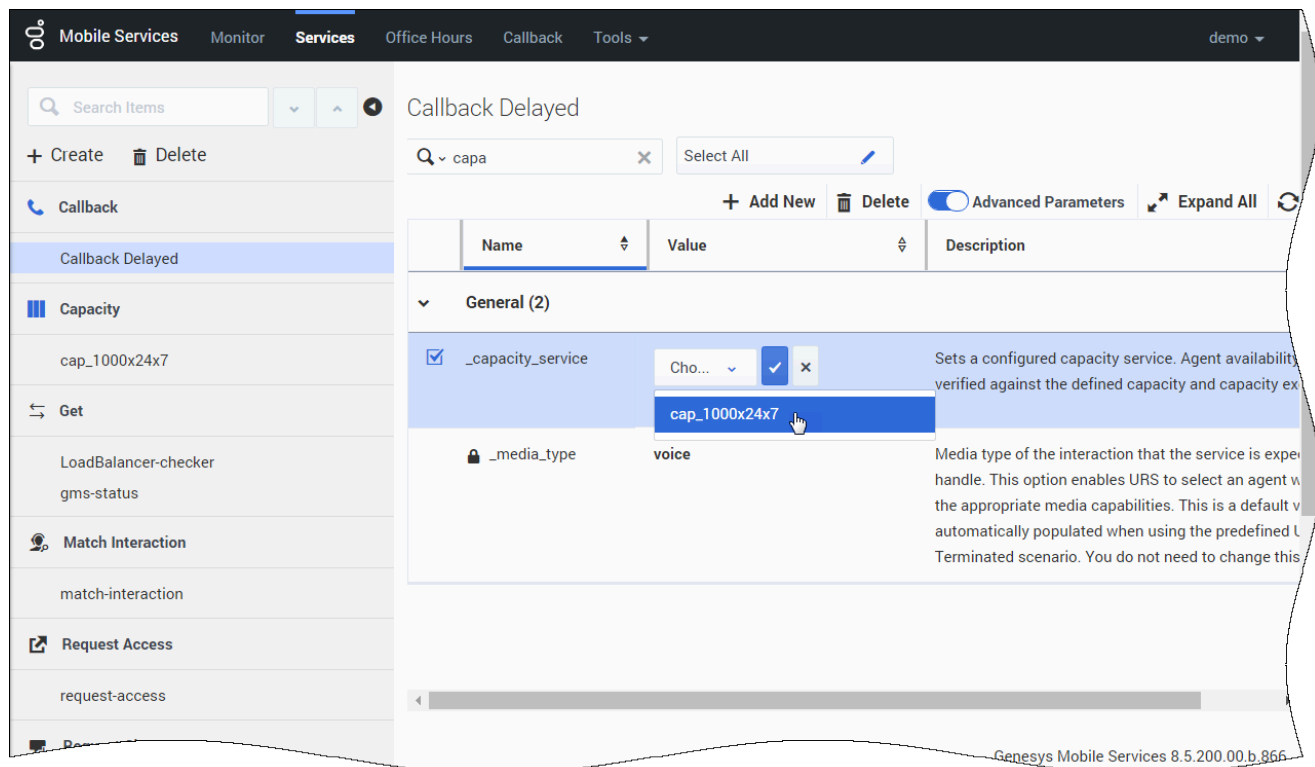 Mobile Services Monitor Services Office Hours Callback Tools demo
Search Items
Create Delete
Callback
Callback Delayed
Capacity
cap_1000x24x7
Get
LoadBalancer-checker
gms-status
Match Interaction
match-interaction
Request Access
request-access
Callback Delayed
capa
Select All
Add New Delete Advanced Parameters Expand All
Name Value Description
General (2)
_capacity_service Cho...
cap_1000x24x7
Sets a configured capacity service. Agent availability
verified against the defined capacity and capacity ex
_media_type voice
Media type of the interaction that the service is expe
handle. This option enables URS to select an agent w
the appropriate media capabilities. This is a default v
automatically populated when using the predefined U
Terminated scenario. You do not need to change this
Genesys Mobile Services 8.5.200.00.b.866